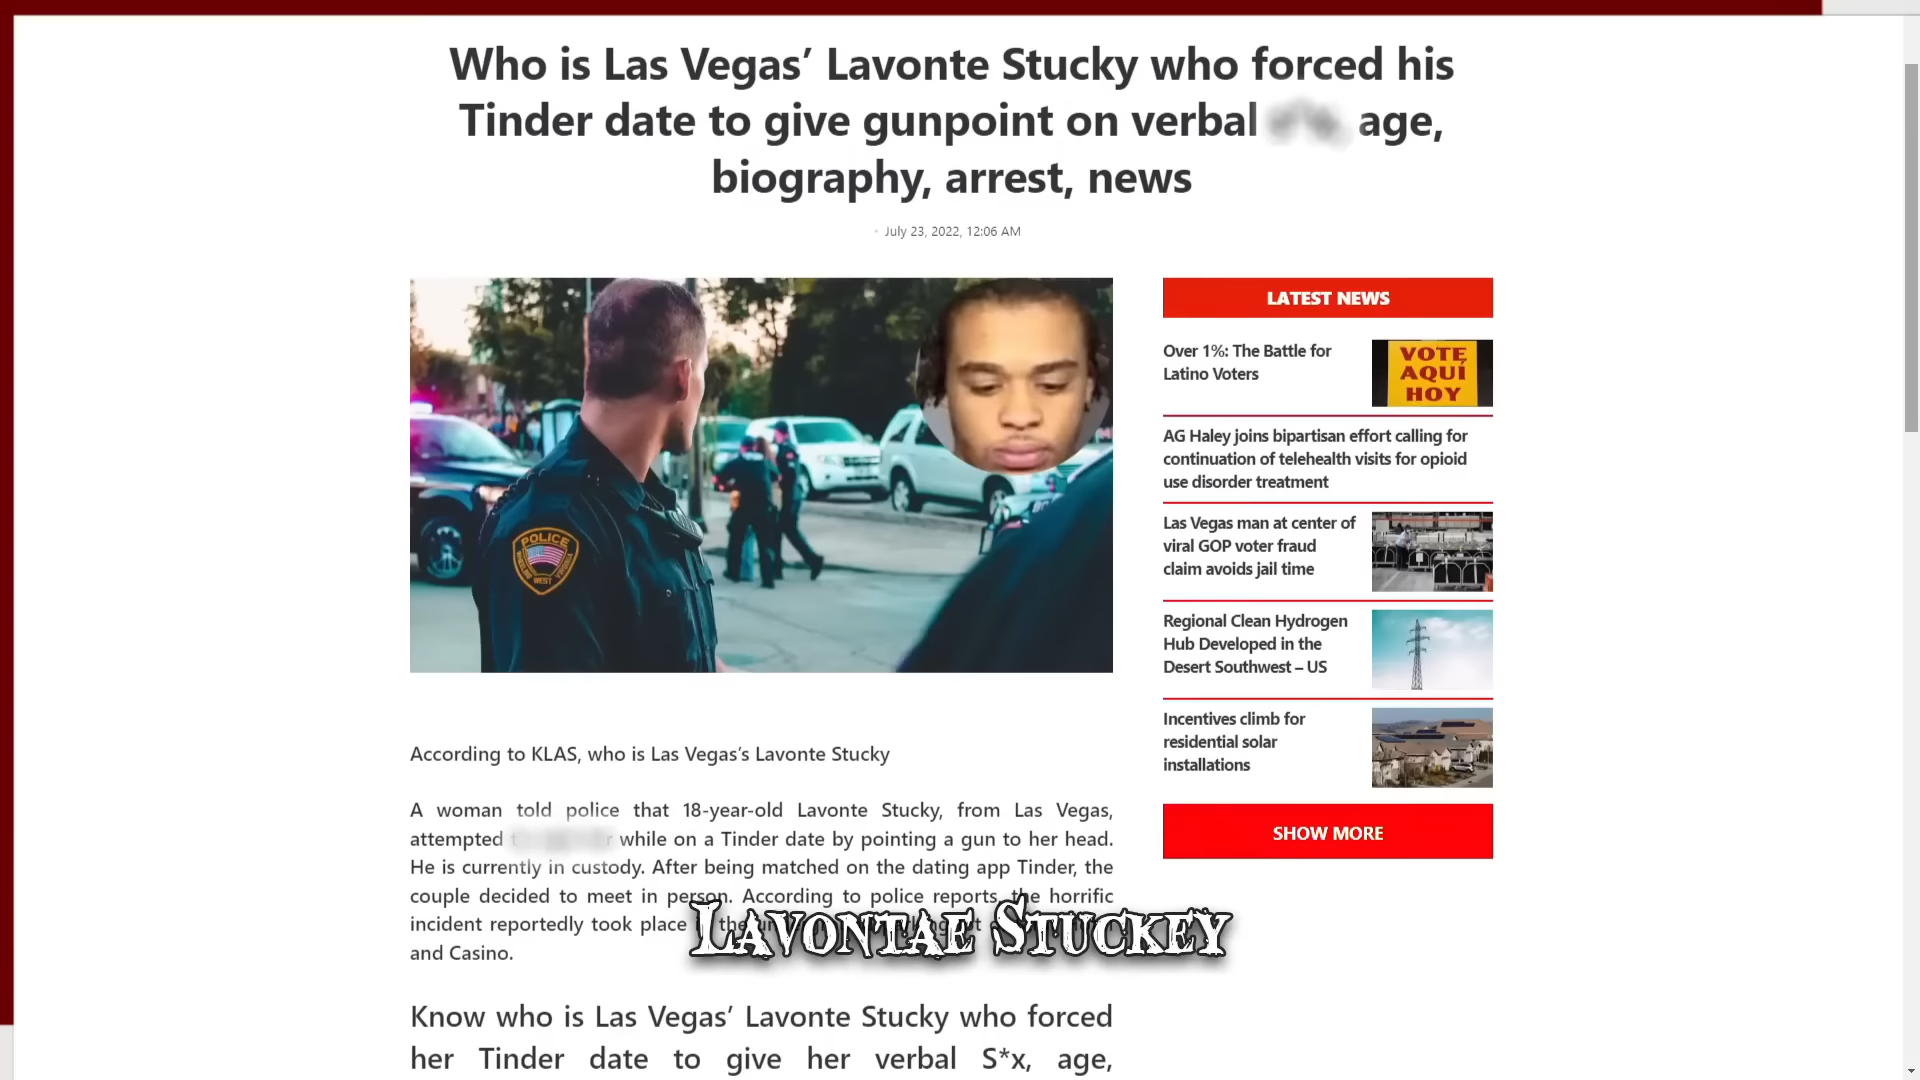 Who is Las Vegas’ Lavonte Stucky who forced his
Tinder date to give gunpoint on verbal age,
biography, arrest, news
July 23, 2022, 12:06 AM
POLICE
WHEELING WEST VIRGINIA
LATEST NEWS
Over 1%: The Battle for
Latino Voters
VOTE
AQUÍ
HOY
AG Haley joins bipartisan effort calling for
continuation of telehealth visits for opioid
use disorder treatment
Las Vegas man at center of
viral GOP voter fraud
claim avoids jail time
Regional Clean Hydrogen
Hub Developed in the
Desert Southwest – US
Incentives climb for
residential solar
installations
SHOW MORE
According to KLAS, who is Las Vegas’s Lavonte Stucky
A woman told police that 18-year-old Lavonte Stucky, from Las Vegas,
attempted while on a Tinder date by pointing a gun to her head.
He is currently in custody. After being matched on the dating app Tinder, the
couple decided to meet in person. According to police reports, the horrific
incident reportedly took place the
and Casino.
Lavontae Stuckey
Know who is Las Vegas’ Lavonte Stucky who forced
her Tinder date to give her verbal S*x, age,